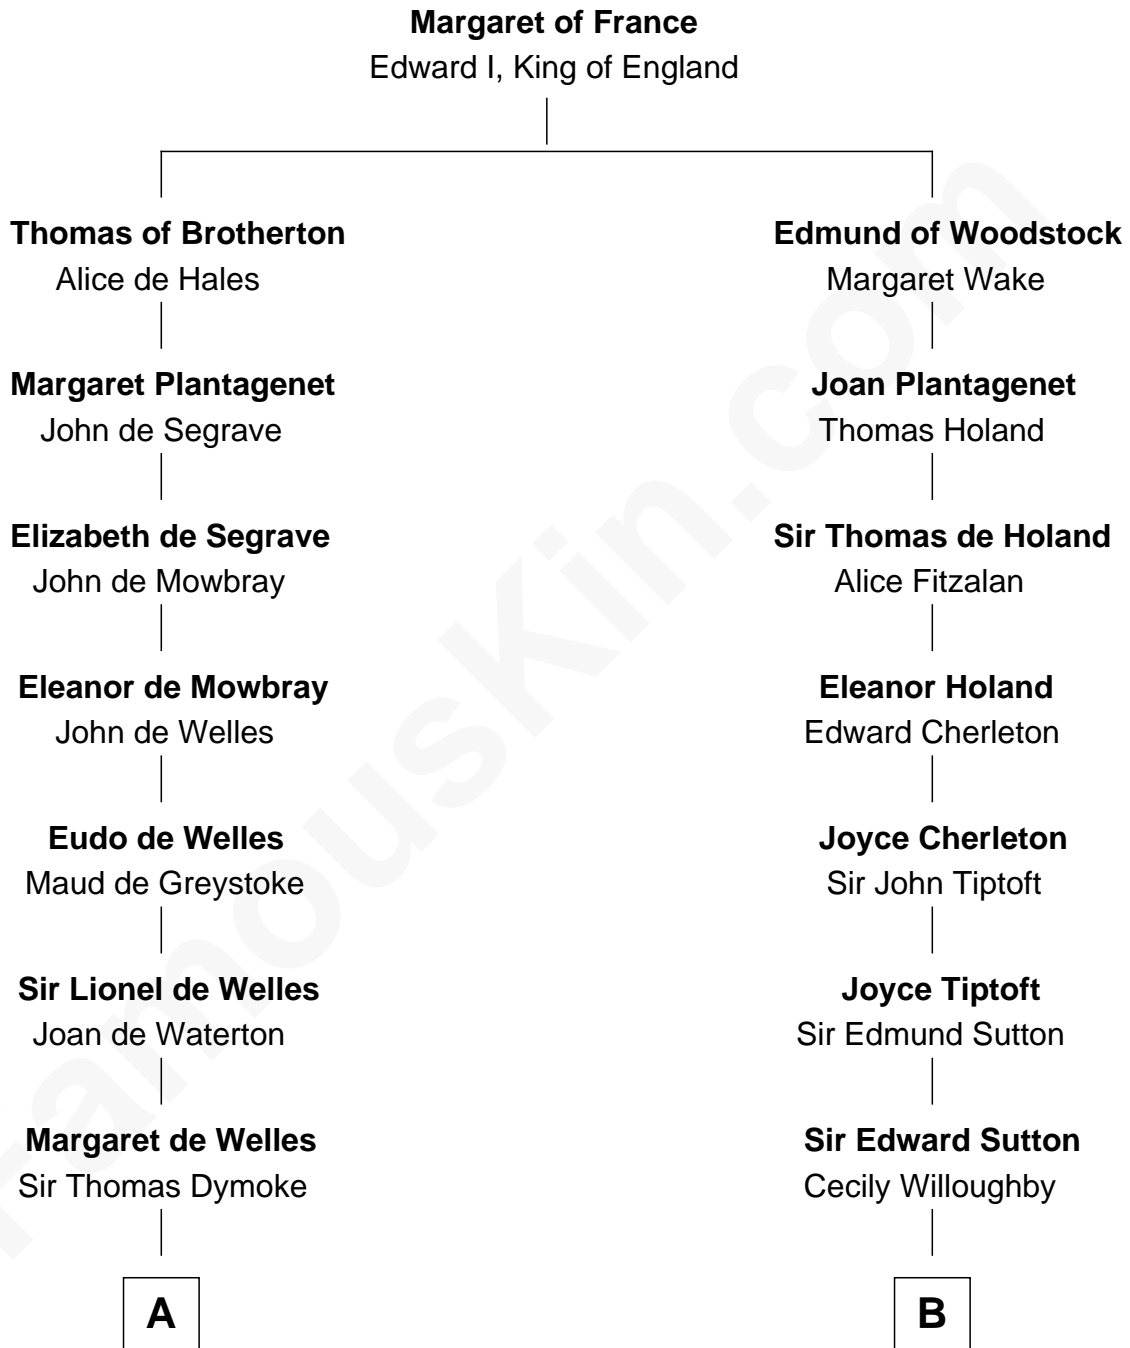 Margaret of France
Edward I, King of England
Thomas of Brotherton
Alice de Hales
Margaret Plantagenet
John de Segrave
Elizabeth de Segrave
John de Mowbray
Eleanor de Mowbray
John de Welles
Eudo de Welles
Maud de Greystoke
Sir Lionel de Welles
Joan de Waterton
Margaret de Welles
Sir Thomas Dymoke
A
Edmund of Woodstock
Margaret Wake
Joan Plantagenet
Thomas Holand
Sir Thomas de Holand
Alice Fitzalan
Eleanor Holand
Edward Cherleton
Joyce Cherleton
Sir John Tiptoft
Joyce Tiptoft
Sir Edmund Sutton
Sir Edward Sutton
Cecily Willoughby
B
FamousKin.com